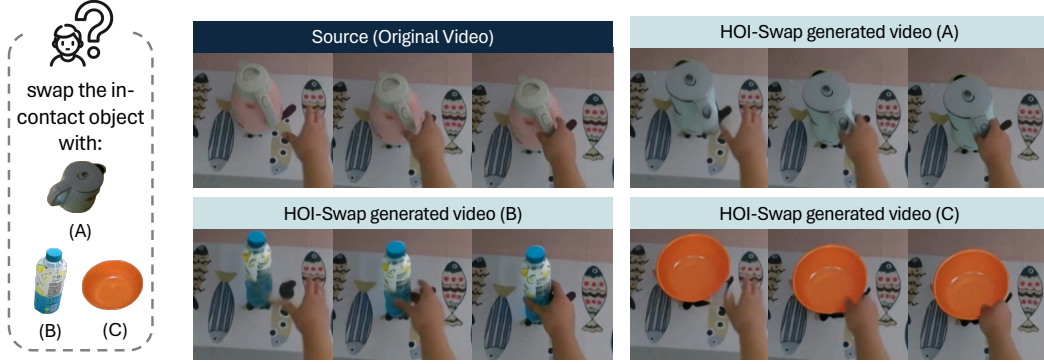 swap the in-
contact object
with:
(A)
(B)
(C)
Source (Original Video)
HOI-Swap generated video (A)
HOI-Swap generated video (B)
HOI-Swap generated video (C)